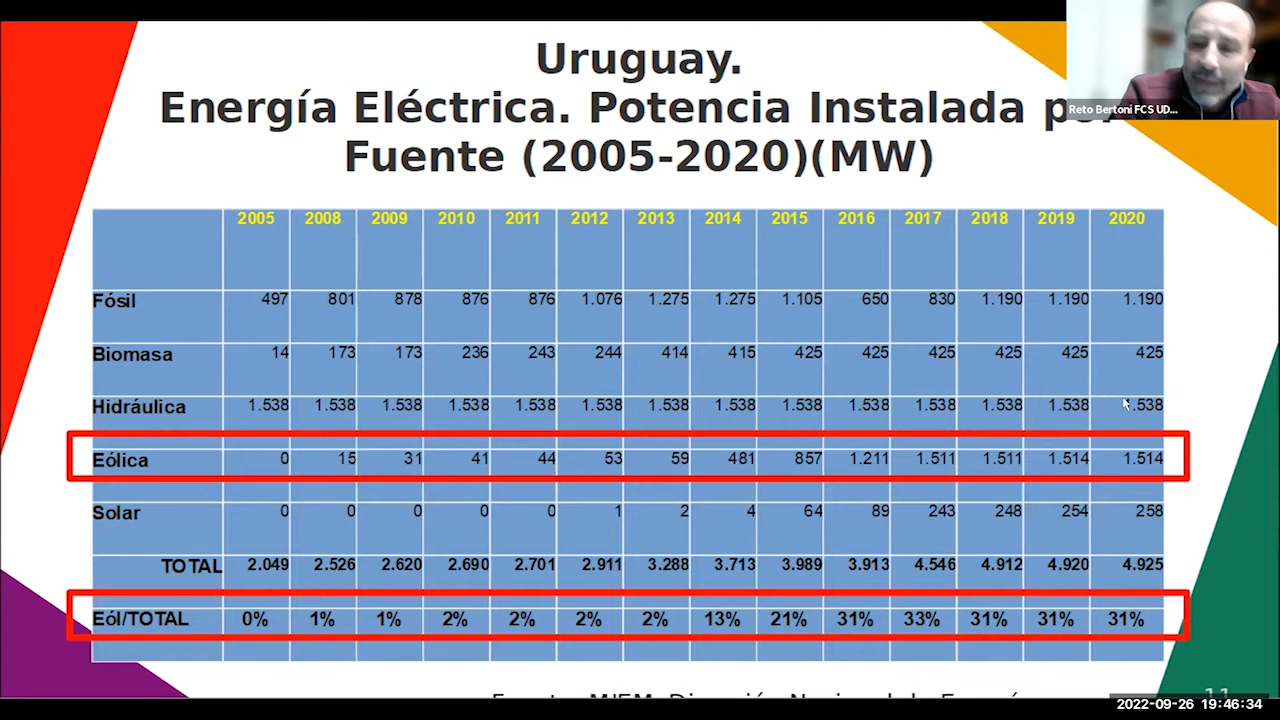 Uruguay.
Energía Eléctrica. Potencia Instalada por
Fuente (2005-2020)(MW)
Reto Bertoni FCS UD...
2005 2008 2009 2010 2011 2012 2013 2014 2015 2016 2017 2018 2019 2020
Fósil 497 801 878 876 876 1.076 1.275 1.275 1.105 650 830 1.190 1.190 1.190
Biomasa 14 173 173 236 243 244 414 415 425 425 425 425 425 425
Hidráulica 1.538 1.538 1.538 1.538 1.538 1.538 1.538 1.538 1.538 1.538 1.538 1.538 1.538 1.538
Eólica 0 15 31 41 44 53 59 481 857 1.211 1.511 1.511 1.514 1.514
Solar 0 0 0 0 0 1 2 4 64 89 243 248 254 258
TOTAL 2.049 2.526 2.620 2.690 2.701 2.911 3.288 3.713 3.989 3.913 4.546 4.912 4.920 4.925
Eól/TOTAL 0% 1% 1% 2% 2% 2% 2% 13% 21% 31% 33% 31% 31% 31%
11
2022-09-26 19:46:34